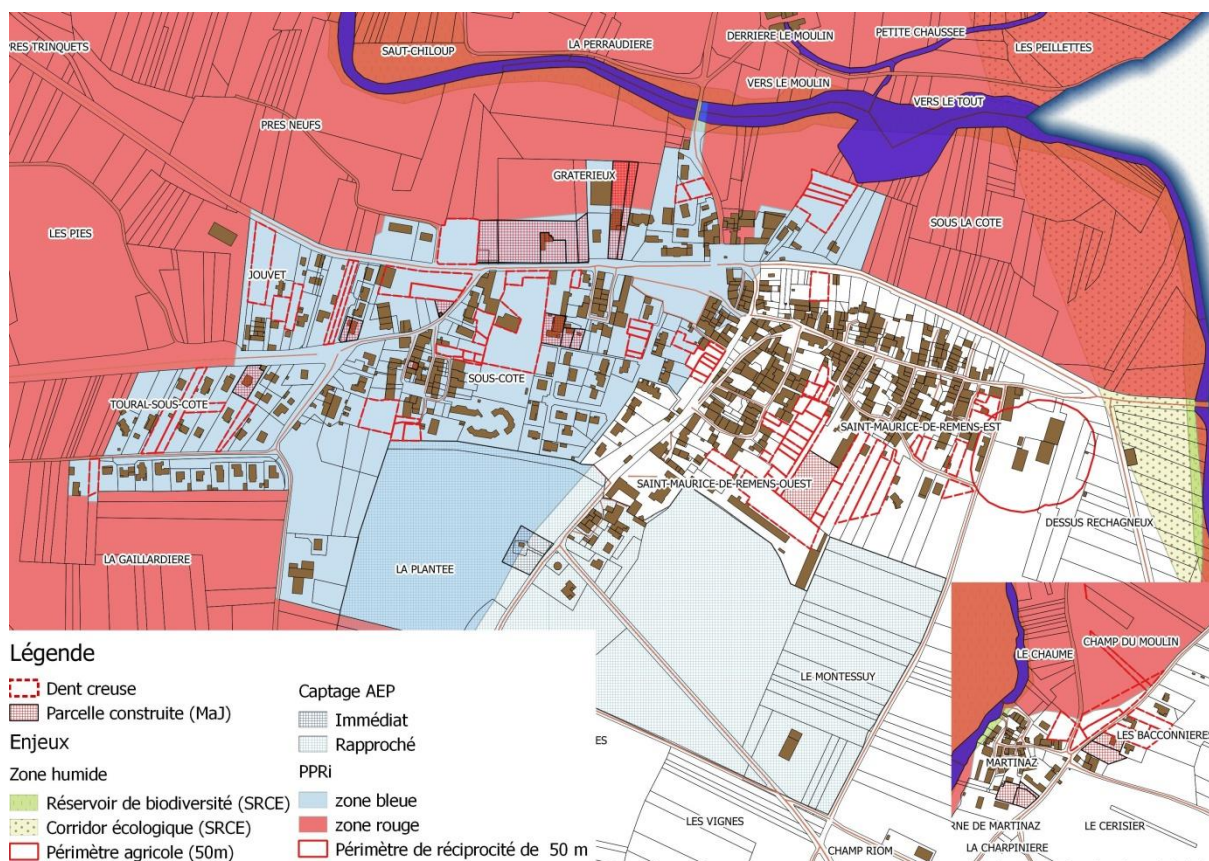 PRES TRINQUETS
SAUT-CHILOUP
LA PERRAUDIERE
DERRIERE LE MOULIN
PETITE CHAUSSEE
LES PEILLETTES
VERS LE MOULIN
VERS LE TOUT
PRES NEUFS
GRATERIEUX
LES PIES
SOUS LA COTE
JOUVET
SOUS-COTE
TOURAL-SOUS-COTE
SAINT-MAURICE-DE-REMENS-EST
SAINT-MAURICE-DE-REMENS-OUEST
DESSUS RECHAGNEUX
LA GAILLARDIERE
LA PLANTEE
LE MONTESSUY
ES
LES VIGNES
CHAMP RIOM
CHAMP DU MOULIN
LE CHAUME
LES BACCONNIERES
MARTINAZ
RNE DE MARTINAZ
LE CERISIER
LA CHARPINIERE
Légende
Dent creuse
Parcelle construite (MaJ)
Enjeux
Zone humide
Réservoir de biodiversité (SRCE)
Corridor écologique (SRCE)
Périmètre agricole (50m)
Captage AEP
Immédiat
Rapproché
PPRi
zone bleue
zone rouge
Périmètre de réciprocité de 50 m